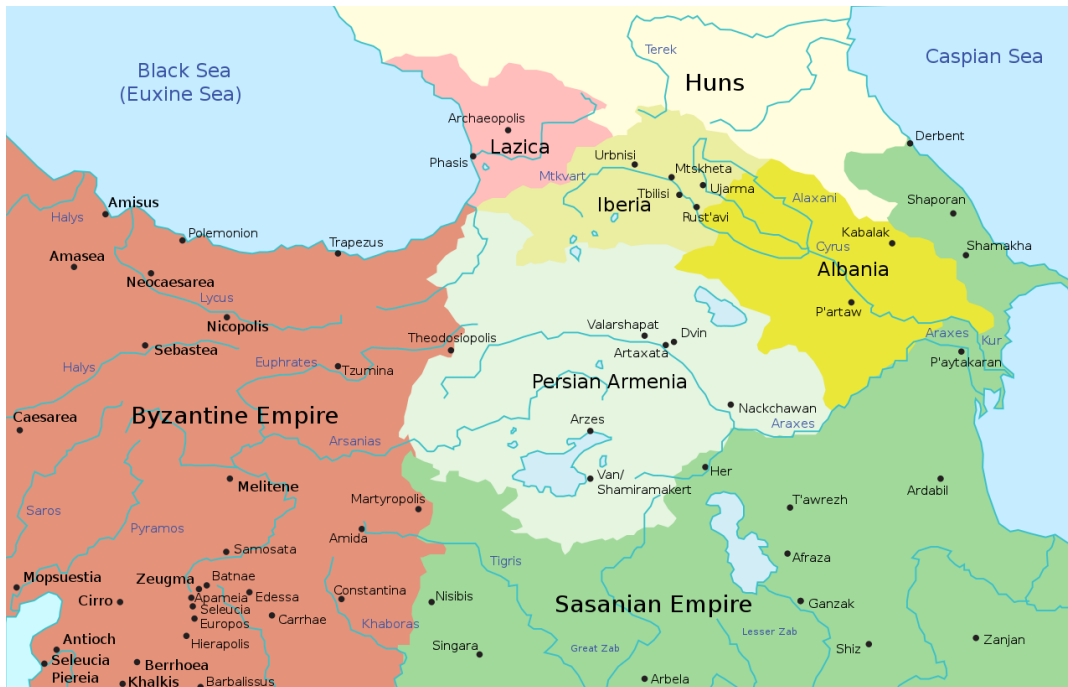 Black Sea
(Euxine Sea)
Terek
Huns
Caspian Sea
Archaeopolis
Lazica
Phasis
Derbent
Urbnisi
Mtskheta
Mtkvart
Tbilisi
Ujarma
Iberia
Rust'avi
Alaxani
Shaporan
Kabalak
Cyrus
Shamakha
Albania
P'artaw
Halys
Amisus
Polemonion
Trapezus
Amasea
Neocaesarea
Lycus
Nicopolis
Sebastea
Halys
Euphrates
Tzumina
Theodosiopolis
Valarshapat
Dvin
Artaxata
Araxes
Kur
P'aytakaran
Persian Armenia
Nackchawan
Araxes
Caesarea
Byzantine Empire
Arsanias
Arzes
Van/
Shamiramakert
Her
Melitene
Martyropolis
T'awrezh
Ardabil
Saros
Pyramos
Amida
Samosata
Tigris
Afraza
Mopsuestia
Zeugma
Batnae
Cirro
Apameia
Edessa
Seleucia
Europos
Carrhae
Constantina
Khaboras
Nisibis
Sasanian Empire
Ganzak
Hierapolis
Antioch
Seleucia
Piereia
Berrhoea
Khalkis
Barbalissus
Singara
Great Zab
Lesser Zab
Shiz
Zanjan
Arbela